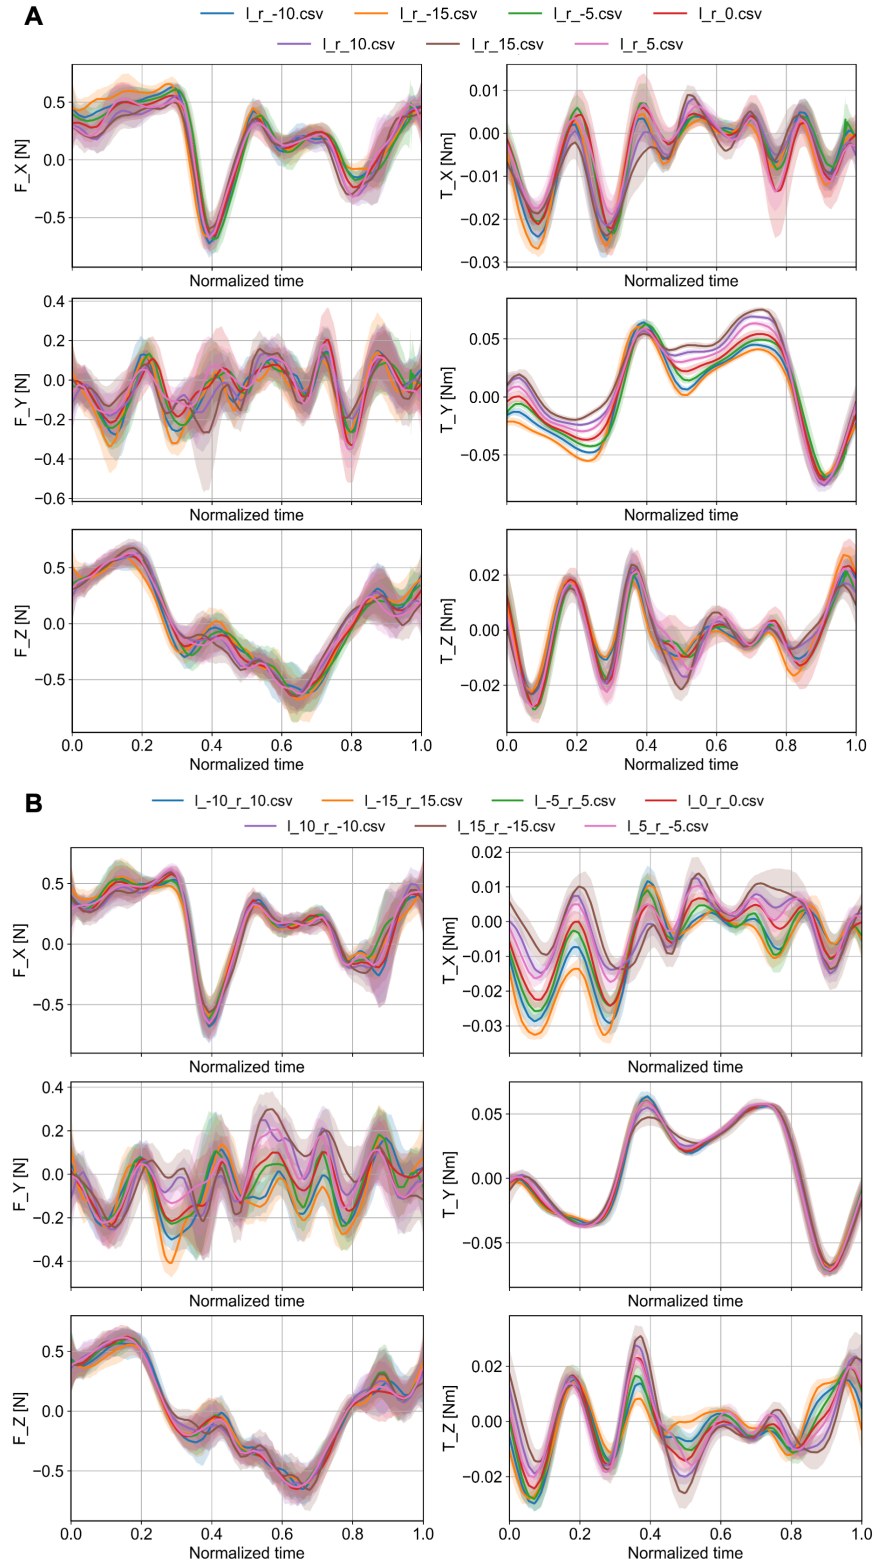 A
l_r_-10.csv l_r_-15.csv l_r_-5.csv l_r_0.csv
l_r_10.csv l_r_15.csv l_r_5.csv
0.5
0.0
−0.5
F_X [N]
Normalized time
0.01
0.00
−0.01
−0.02
−0.03
T_X [Nm]
Normalized time
0.4
0.2
0.0
−0.2
−0.4
−0.6
F_Y [N]
Normalized time
0.05
0.00
−0.05
T_Y [Nm]
Normalized time
0.5
0.0
−0.5
F_Z [N]
0.0 0.2 0.4 0.6 0.8 1.0
Normalized time
0.02
0.00
−0.02
T_Z [Nm]
0.0 0.2 0.4 0.6 0.8 1.0
Normalized time
B
l_-10_r_10.csv l_-15_r_15.csv l_-5_r_5.csv l_0_r_0.csv
l_10_r_-10.csv l_15_r_-15.csv l_5_r_-5.csv
0.5
0.0
−0.5
F_X [N]
Normalized time
0.02
0.01
0.00
−0.01
−0.02
−0.03
T_X [Nm]
Normalized time
0.4
0.2
0.0
−0.2
−0.4
F_Y [N]
Normalized time
0.05
0.00
−0.05
T_Y [Nm]
Normalized time
0.5
0.0
−0.5
F_Z [N]
0.0 0.2 0.4 0.6 0.8 1.0
Normalized time
0.02
0.00
−0.02
T_Z [Nm]
0.0 0.2 0.4 0.6 0.8 1.0
Normalized time